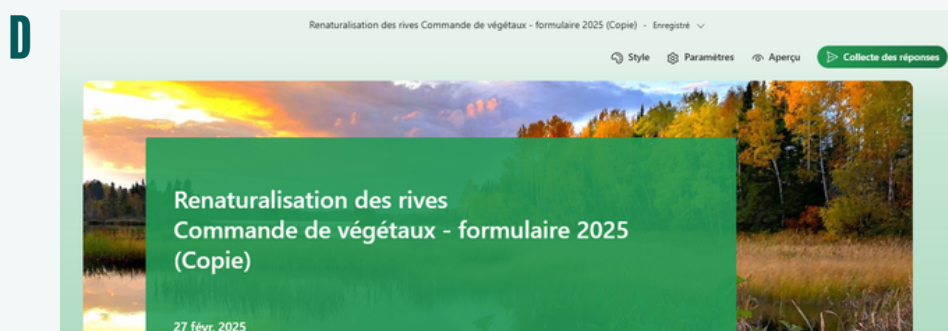 D
Renaturalisation des rives Commande de végétaux - formulaire 2025 (Copie) - Enregistré
Style Paramètres Aperçu Collecte des réponses
Renaturalisation des rives
Commande de végétaux - formulaire 2025
(Copie)
27 févr. 2025